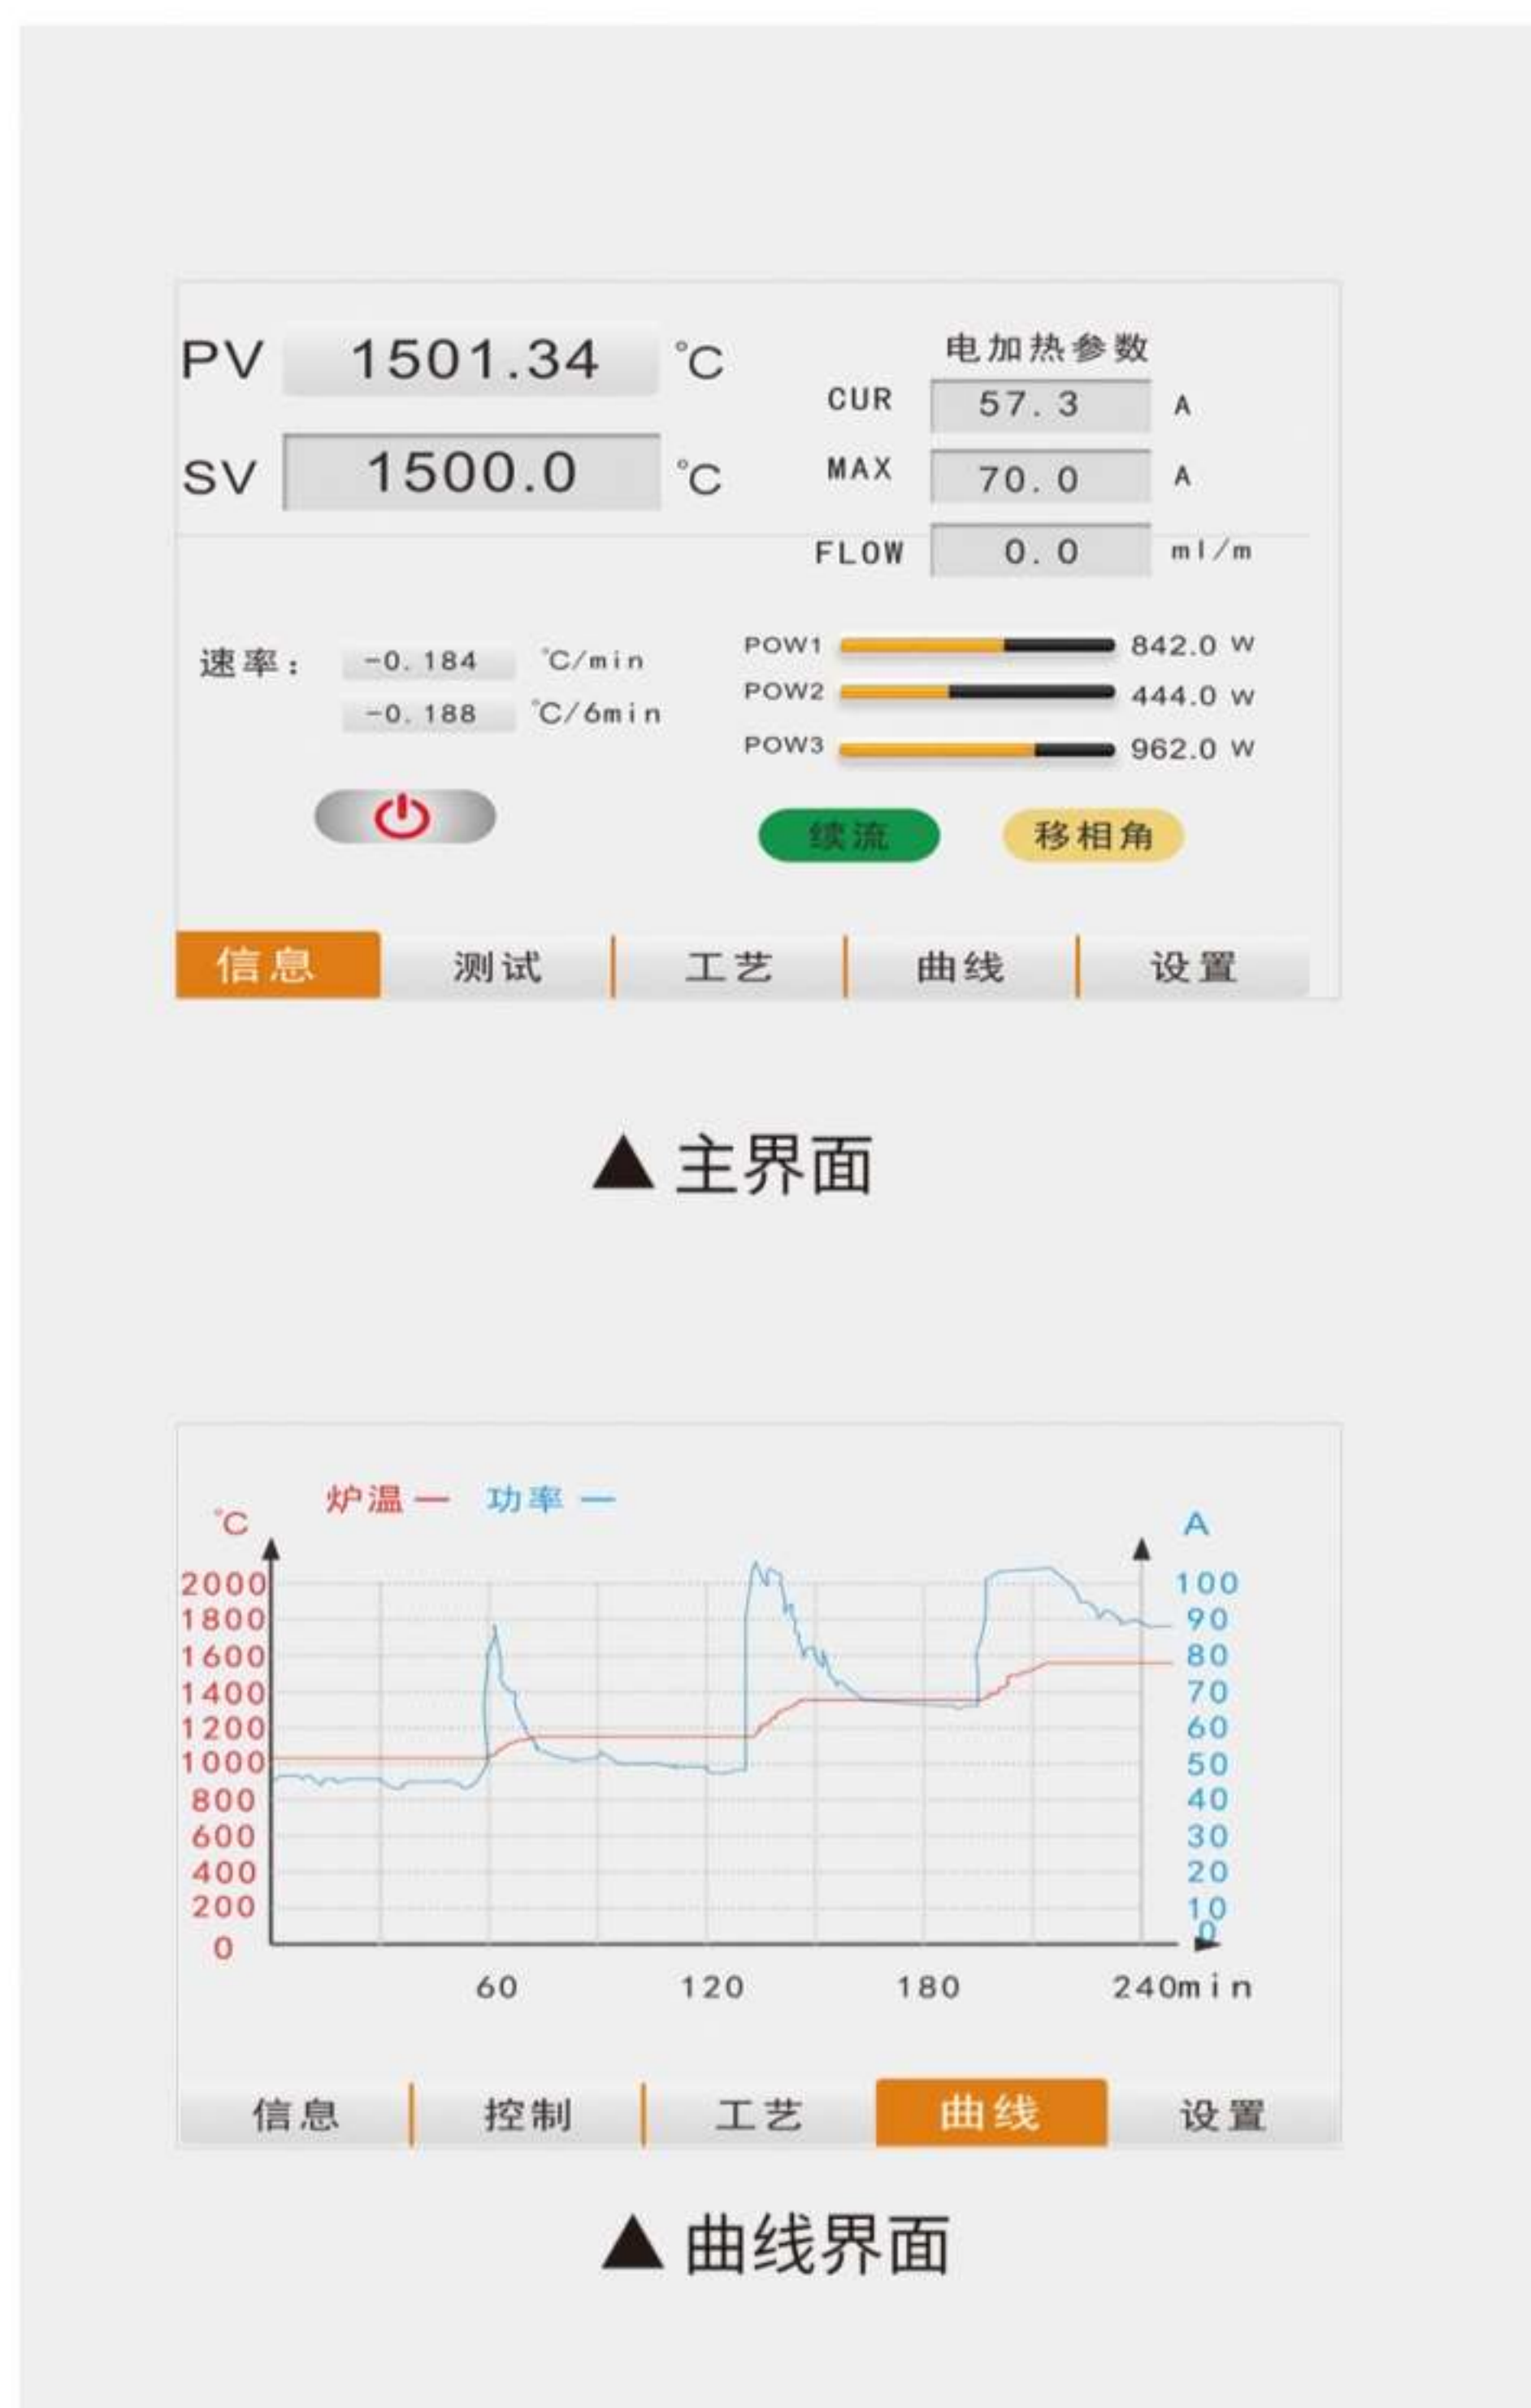 PV 1501.34 ℃
电加热参数
CUR 57.3 A
SV 1500.0 ℃
MAX 70.0 A
FLOW 0.0 ml/m
速率： -0.184 ℃/min
-0.188 ℃/6min
POW1 842.0 W
POW2 444.0 W
POW3 962.0 W
续流 移相角
信息 测试 工艺 曲线 设置
▲ 主界面
炉温 — 功率 —
℃ A
2000 100
1800 90
1600 80
1400 70
1200 60
1000 50
800 40
600 30
400 20
200 10
0 0
60 120 180 240min
信息 控制 工艺 曲线 设置
▲ 曲线界面